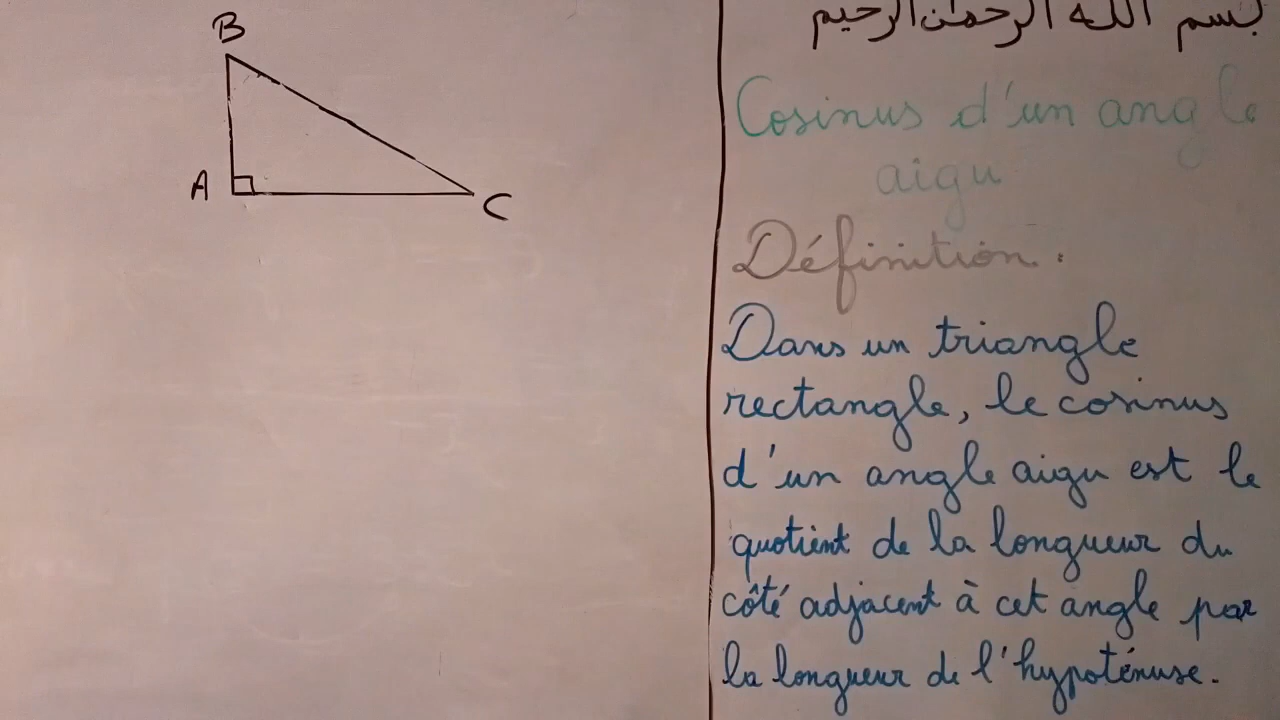 B
A
C
بسم الله الرحمان الرحيم
Cosinus d'un angle
aigu
Définition :
Dans un triangle
rectangle, le cosinus
d'un angle aigu est le
quotient de la longueur du
côté adjacent à cet angle par
la longueur de l'hypoténuse.